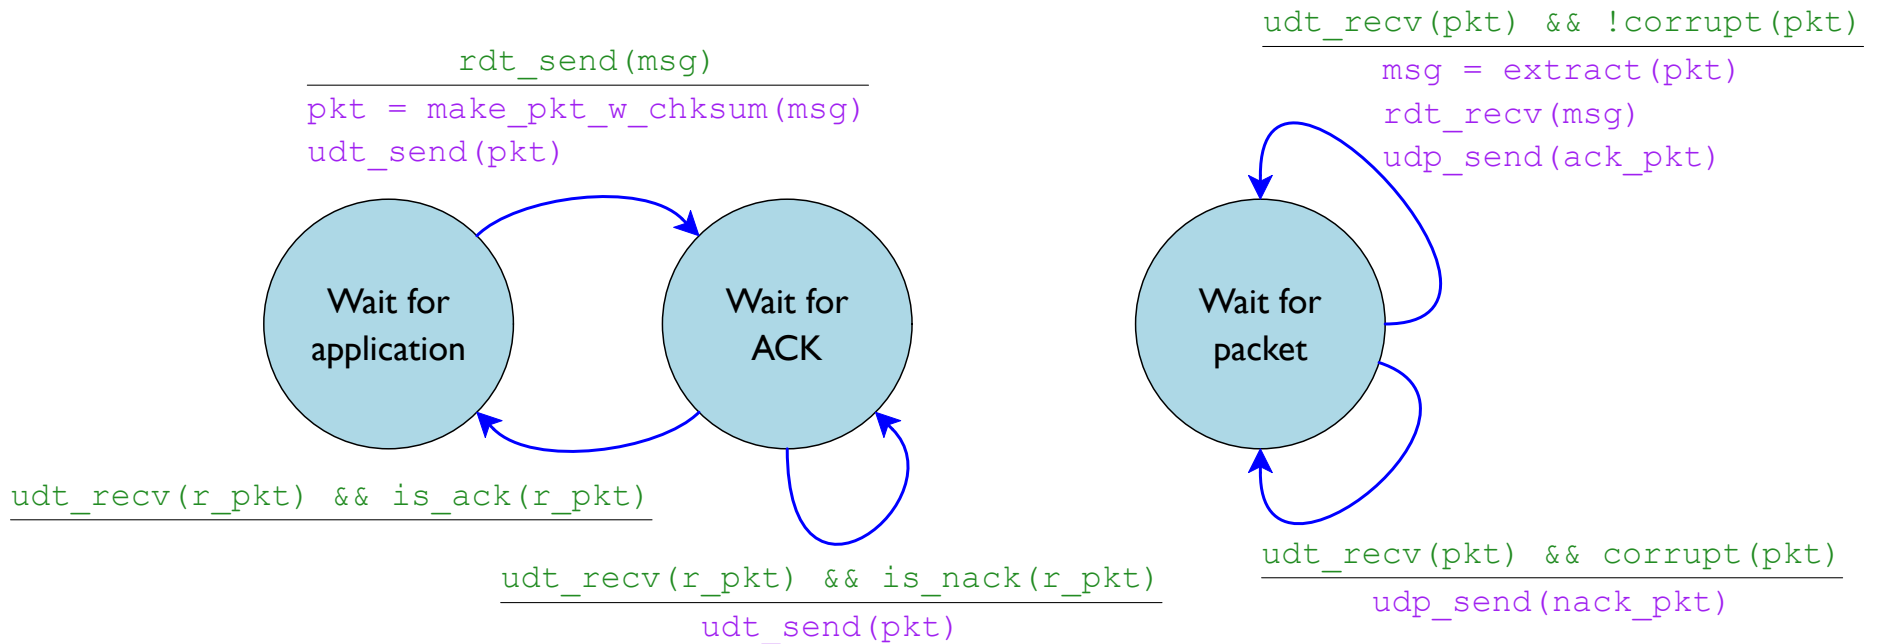 rdt_send(msg)
pkt = make_pkt_w_chksum(msg)
udt_send(pkt)
Wait for
application
Wait for
ACK
udt_recv(r_pkt) && is_ack(r_pkt)
udt_recv(r_pkt) && is_nack(r_pkt)
udt_send(pkt)
udt_recv(pkt) && !corrupt(pkt)
msg = extract(pkt)
rdt_recv(msg)
udp_send(ack_pkt)
Wait for
packet
udt_recv(pkt) && corrupt(pkt)
udp_send(nack_pkt)